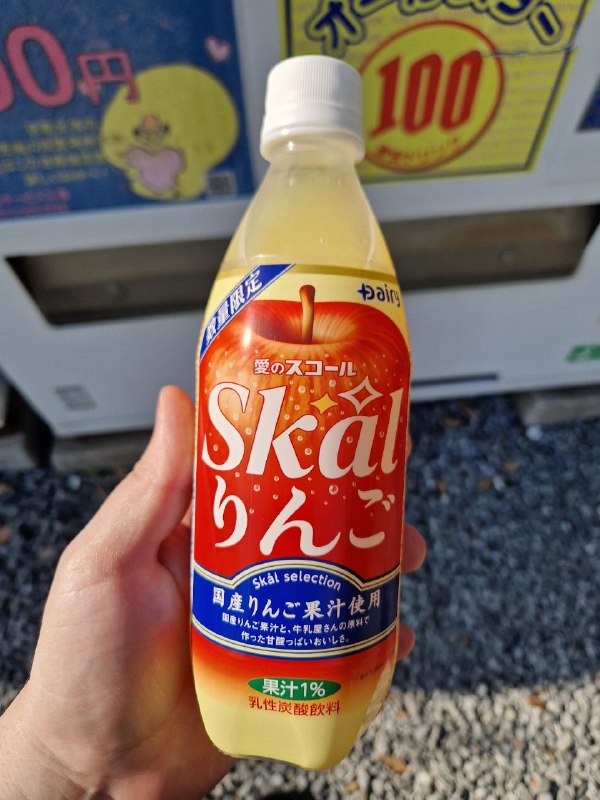 00円
100
数量限定
Dairy
愛のスコール
Skål
りんご
Skål selection
国産りんご果汁使用
国産りんご果汁と、牛乳屋さんの原料で
作った甘酸っぱいおいしさ。
果汁1%
乳性炭酸飲料